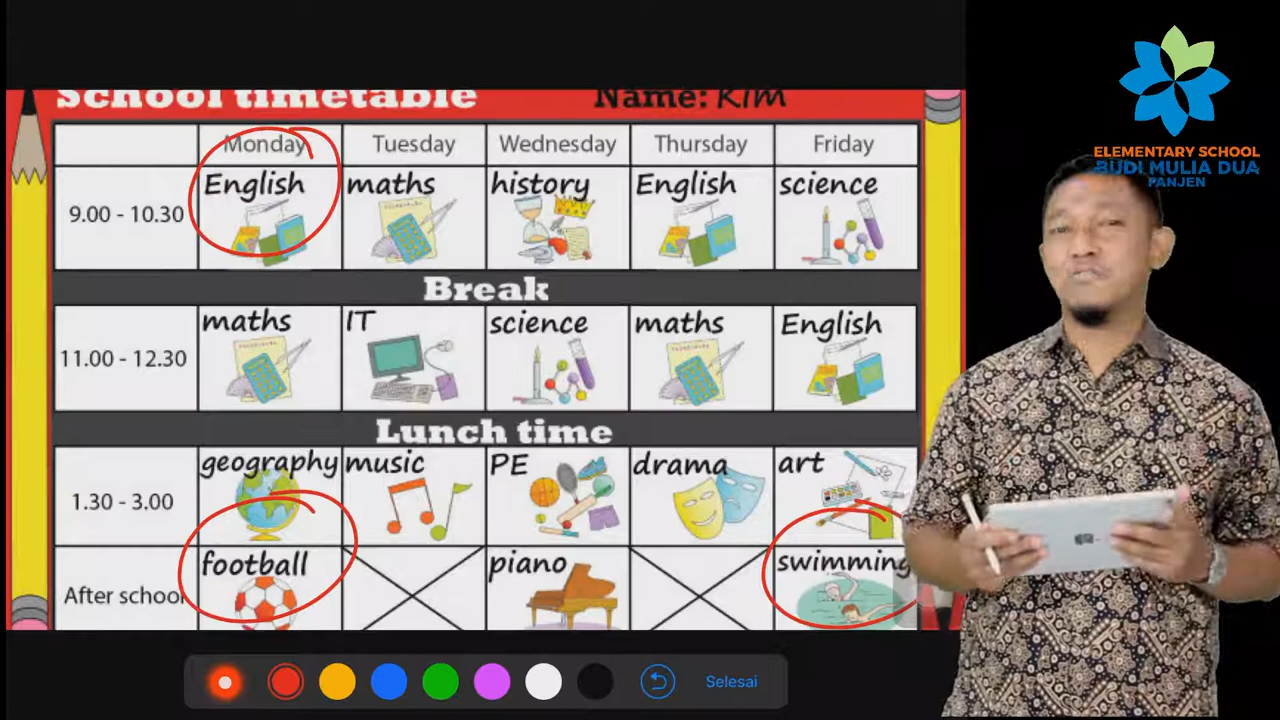 School timetable Name: Kim
Monday Tuesday Wednesday Thursday Friday
9.00 - 10.30 English maths history English science
Break
11.00 - 12.30 maths IT science maths English
Lunch time
1.30 - 3.00 geography music PE drama art
After school football piano swimming
Selesai
ELEMENTARY SCHOOL
BUDI MULIA DUA
PANJEN